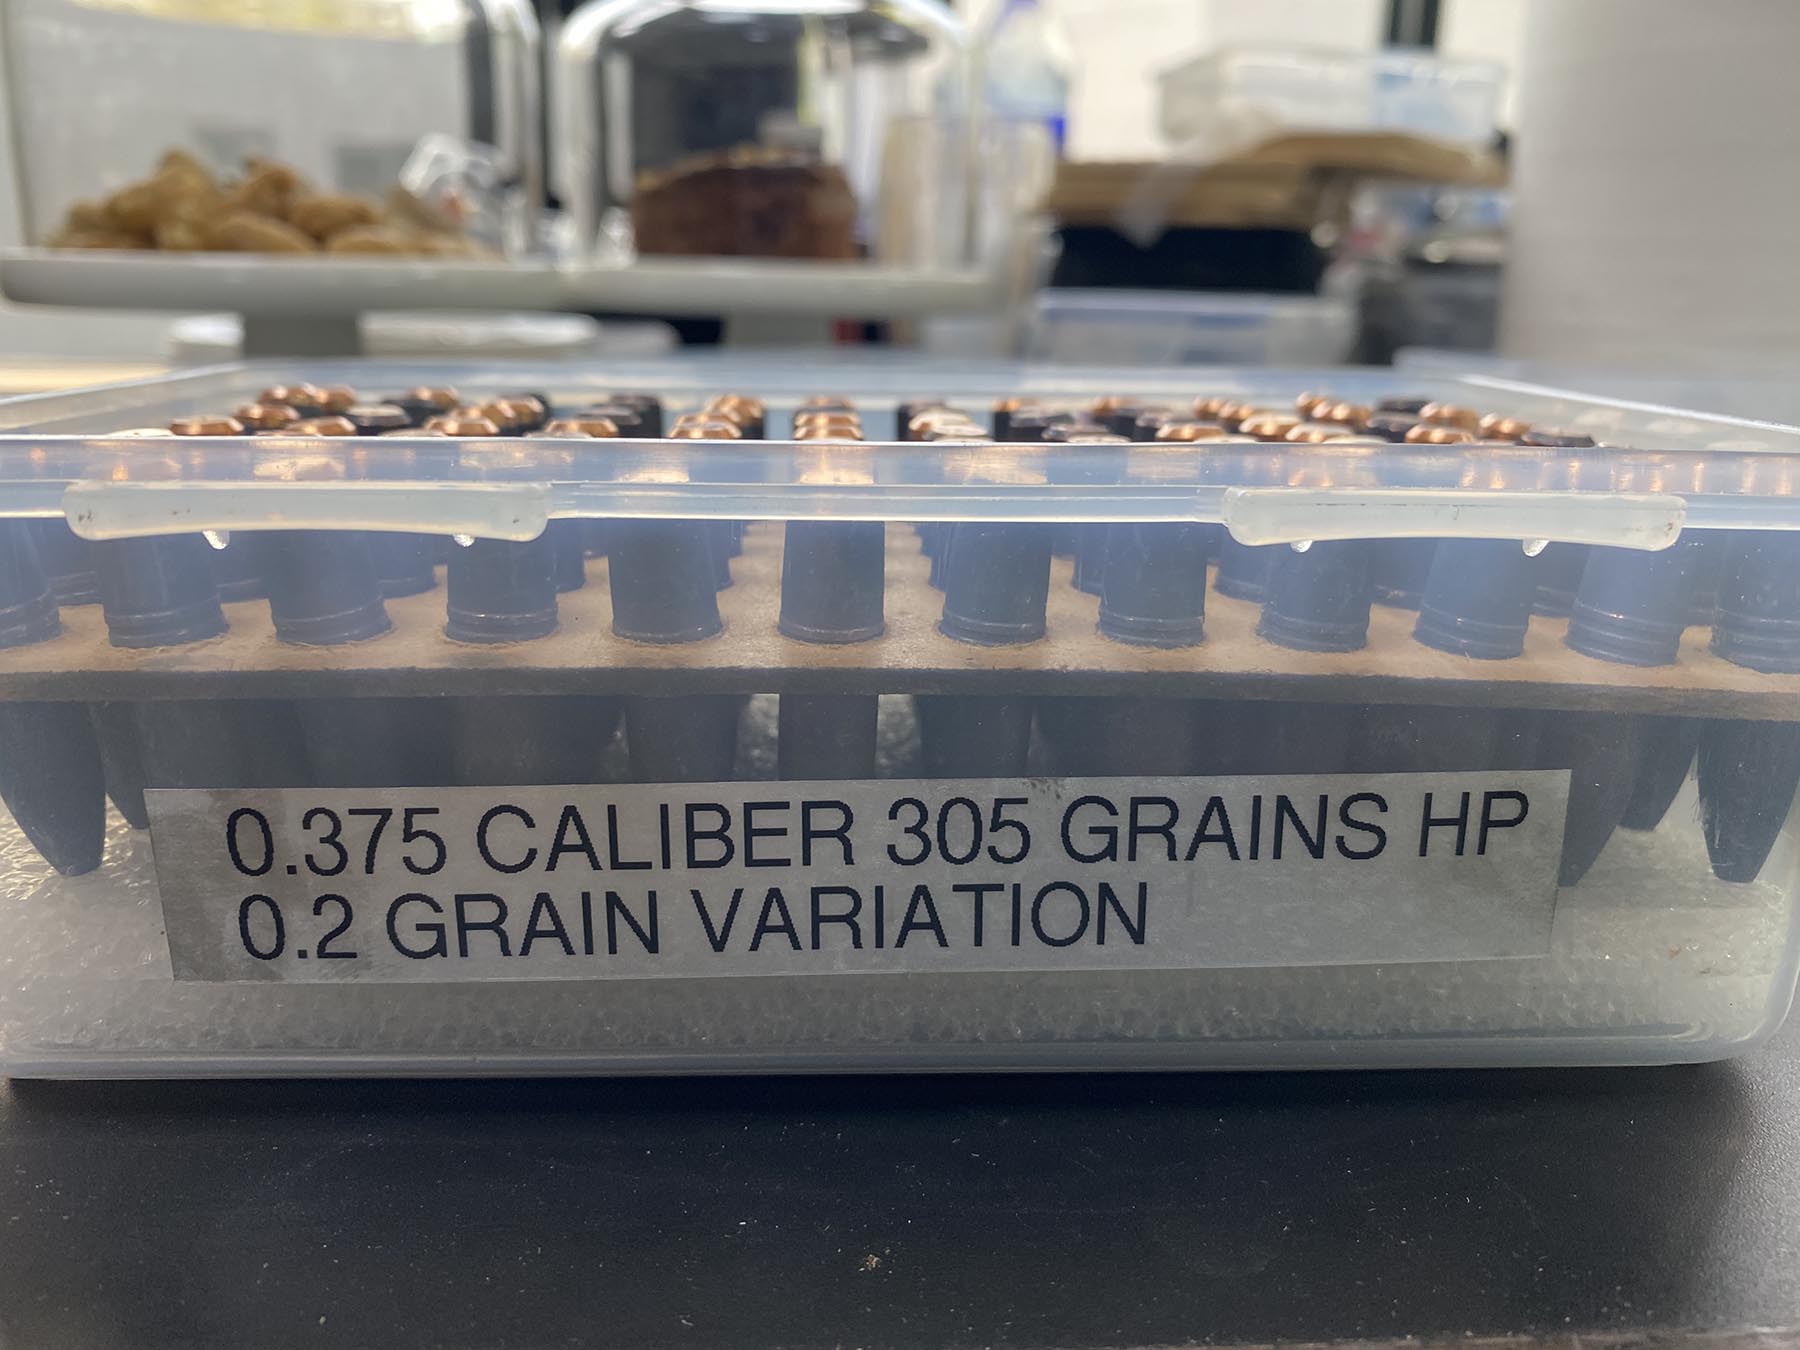 0.375 CALIBER 305 GRAINS HP
0.2 GRAIN VARIATION